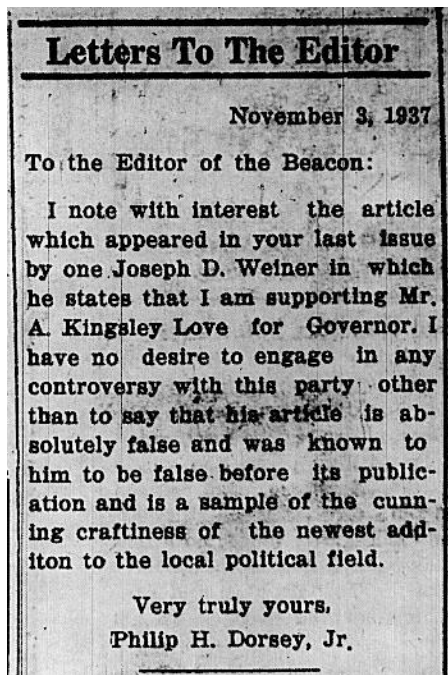 Letters To The Editor
November 3, 1937
To the Editor of the Beacon:
I note with interest the article
which appeared in your last issue
by one Joseph D. Weiner in which
he states that I am supporting Mr.
A. Kingsley Love for Governor. I
have no desire to engage in any
controversy with this party other
than to say that his article is ab-
solutely false and was known to
him to be false before its public-
ation and is a sample of the cunn-
ing craftiness of the newest add-
iton to the local political field.
Very truly yours,
Philip H. Dorsey, Jr.